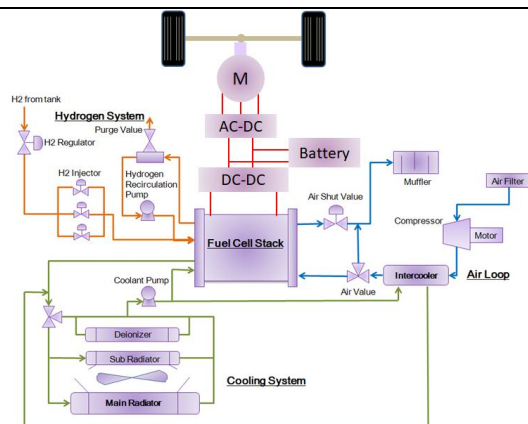 M
H2 from tank
Hydrogen System
Purge Value
AC-DC
H2 Regulator
Battery
H2 Injector
Hydrogen
Recirculation
Pump
DC-DC
Air Shut Value
Muffler
Air Filter
Compressor
Motor
Fuel Cell Stack
Coolant Pump
Air Value
Intercooler
Air Loop
Deionizer
Sub Radiator
Cooling System
Main Radiator